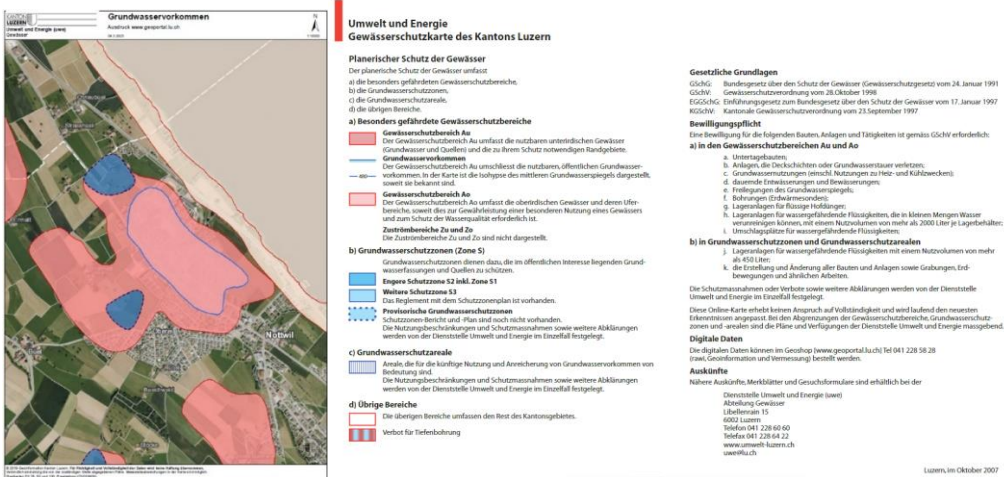 KANTON
LUZERN
Umwelt und Energie (uwe)
Gewässer
Grundwasservorkommen
Ausdruck www.geoportal.lu.ch
N
Nottwil
Umwelt und Energie
Gewässerschutzkarte des Kantons Luzern
Planerischer Schutz der Gewässer
Der planerische Schutz der Gewässer umfasst
a) die besonders gefährdeten Gewässerschutzbereiche,
b) die Grundwasserschutzzonen,
c) die Grundwasserschutzareale,
d) die übrigen Bereiche.
a) Besonders gefährdete Gewässerschutzbereiche
Gewässerschutzbereich Au
Der Gewässerschutzbereich Au umfasst die nutzbaren unterirdischen Gewässer
(Grundwasser und Quellen) und die zu ihrem Schutz notwendigen Randgebiete.
Grundwasservorkommen
Der Gewässerschutzbereich Au umschliesst die nutzbaren, öffentlichen Grundwasser-
vorkommen. In der Karte ist die Isohypse des mittleren Grundwasserspiegels dargestellt,
soweit sie bekannt sind.
Gewässerschutzbereich Ao
Der Gewässerschutzbereich Ao umfasst die oberirdischen Gewässer und deren Ufer-
bereiche, soweit dies zur Gewährleistung einer besonderen Nutzung eines Gewässers
und zum Schutz der Wasserqualität erforderlich ist.
Zuströmbereiche Zu und Zo
Die Zuströmbereiche Zu und Zo sind nicht dargestellt.
b) Grundwasserschutzzonen (Zone S)
Grundwasserschutzzonen dienen dazu, die im öffentlichen Interesse liegenden Grund-
wasserfassungen und Quellen zu schützen.
Engere Schutzzone S2 inkl. Zone S1
Weitere Schutzzone S3
Das Reglement mit dem Schutzzonenplan ist vorhanden.
Provisorische Grundwasserschutzzonen
Schutzzonen-Bericht und -Plan sind noch nicht vorhanden.
Die Nutzungsbeschränkungen und Schutzmassnahmen sowie weitere Abklärungen
werden von der Dienststelle Umwelt und Energie im Einzelfall festgelegt.
c) Grundwasserschutzareale
Areale, die für die künftige Nutzung und Anreicherung von Grundwasservorkommen von
Bedeutung sind.
Die Nutzungsbeschränkungen und Schutzmassnahmen sowie weitere Abklärungen
werden von der Dienststelle Umwelt und Energie im Einzelfall festgelegt.
d) Übrige Bereiche
Die übrigen Bereiche umfassen den Rest des Kantonsgebietes.
Verbot für Tiefenbohrung
Gesetzliche Grundlagen
GSchG: Bundesgesetz über den Schutz der Gewässer (Gewässerschutzgesetz) vom 24. Januar 1991
GSchV: Gewässerschutzverordnung vom 28.Oktober 1998
EGGSchG: Einführungsgesetz zum Bundesgesetz über den Schutz der Gewässer vom 17. Januar 1997
KGSchV: Kantonale Gewässerschutzverordnung vom 23.September 1997
Bewilligungspflicht
Eine Bewilligung für die folgenden Bauten, Anlagen und Tätigkeiten ist gemäss GSchV erforderlich:
a) in den Gewässerschutzbereichen Au und Ao
a. Untertagebauten;
b. Anlagen, die Deckschichten oder Grundwasserstauer verletzen;
c. Grundwassernutzungen (einschl. Nutzungen zu Heiz- und Kühlzwecken);
d. dauernde Entwässerungen und Bewässerungen;
e. Freilegungen des Grundwasserspiegels;
f. Bohrungen (Erdwärmesonden);
g. Lageranlagen für flüssige Hofdünger;
h. Lageranlagen für wassergefährdende Flüssigkeiten, die in kleinen Mengen Wasser
verunreinigen können, mit einem Nutzvolumen von mehr als 2000 Liter je Lagerbehälter;
i. Umschlagplätze für wassergefährdende Flüssigkeiten;
b) in Grundwasserschutzzonen und Grundwasserschutzarealen
j. Lageranlagen für wassergefährdende Flüssigkeiten mit einem Nutzvolumen von mehr
als 450 Liter;
k. die Erstellung und Änderung aller Bauten und Anlagen sowie Grabungen, Erd-
bewegungen und ähnlichen Arbeiten.
Die Schutzmassnahmen oder Verbote sowie weitere Abklärungen werden von der Dienststelle
Umwelt und Energie im Einzelfall festgelegt.
Diese Online-Karte erhebt keinen Anspruch auf Vollständigkeit und wird laufend den neuesten
Erkenntnissen angepasst. Bei den Abgrenzungen der Gewässerschutzbereiche, Grundwasserschutz-
zonen und -arealen sind die Pläne und Verfügungen der Dienststelle Umwelt und Energie massgebend.
Digitale Daten
Die digitalen Daten können im Geoshop (www.geoportal.lu.ch) Tel 041 228 58 28
(rawi, Geoinformation und Vermessung) bestellt werden.
Auskünfte
Nähere Auskünfte, Merkblätter und Gesuchsformulare sind erhältlich bei der
Dienststelle Umwelt und Energie (uwe)
Abteilung Gewässer
Libellenrain 15
6002 Luzern
Telefon 041 228 60 60
Telefax 041 228 64 22
www.umwelt-luzern.ch
uwe@lu.ch
Luzern, im Oktober 2007